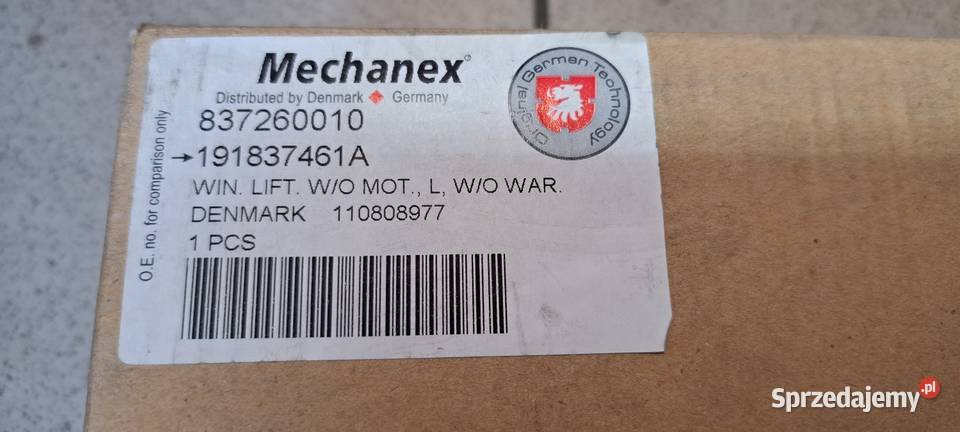 Mechanex
Distributed by Denmark Germany
Original German Technology
837260010
191837461A
WIN. LIFT. W/O MOT., L, W/O WAR.
DENMARK 110808977
1 PCS
O.E. no. for comparison only
Sprzedajemy.pl